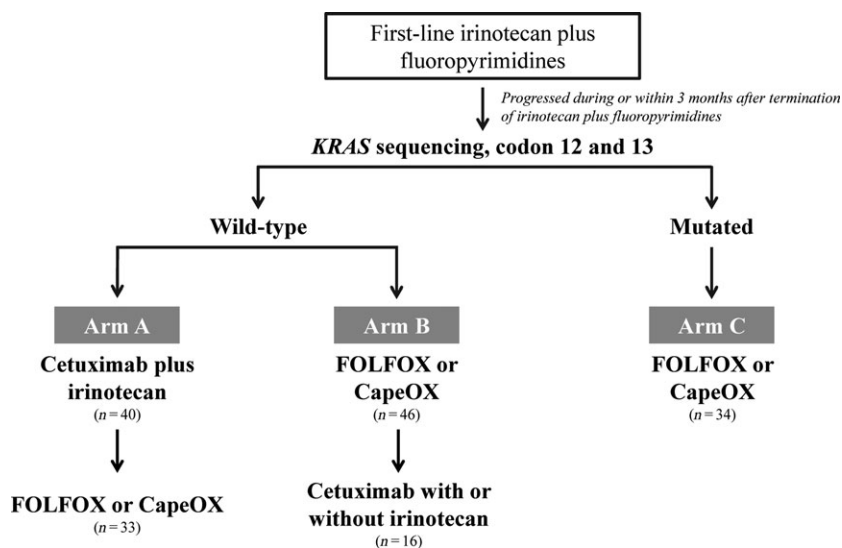 First-line irinotecan plus
fluoropyrimidines
Progressed during or within 3 months after termination
of irinotecan plus fluoropyrimidines
KRAS sequencing, codon 12 and 13
Wild-type
Mutated
Arm A
Arm B
Arm C
Cetuximab plus
irinotecan
(n = 40)
FOLFOX or
CapeOX
(n = 46)
FOLFOX or
CapeOX
(n = 34)
FOLFOX or CapeOX
(n = 33)
Cetuximab with or
without irinotecan
(n = 16)